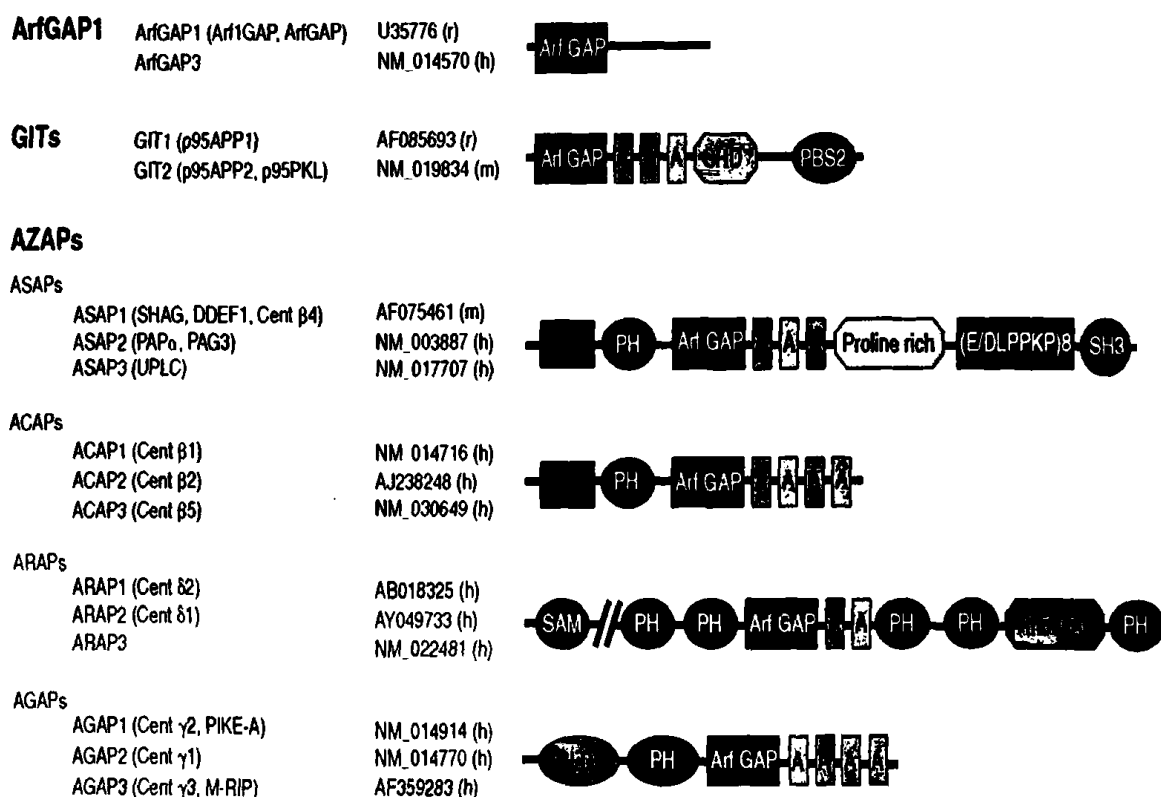 ArfGAP1 ArfGAP1 (Arf1GAP, ArfGAP) U35776 (r) Arf GAP
ArfGAP3 NM_014570 (h)
GITs GIT1 (p95APP1) AF085693 (r)
GIT2 (p95APP2, p95PKL) NM_019834 (m)
Arf GAP A SHD PBS2
AZAPs
ASAPs
ASAP1 (SHAG, DDEF1, Cent β4) AF075461 (m)
ASAP2 (PAPα, PAG3) NM_003887 (h)
ASAP3 (UPLC) NM_017707 (h)
PH Arf GAP A Proline rich (E/DLPPKP)8 SH3
ACAPs
ACAP1 (Cent β1) NM_014716 (h)
ACAP2 (Cent β2) AJ238248 (h)
ACAP3 (Cent β5) NM_030649 (h)
PH Arf GAP A A A
ARAPs
ARAP1 (Cent δ2) AB018325 (h)
ARAP2 (Cent δ1) AY049733 (h)
ARAP3 NM_022481 (h)
SAM // PH PH Arf GAP A PH PH PH
AGAPs
AGAP1 (Cent γ2, PIKE-A) NM_014914 (h)
AGAP2 (Cent γ1) NM_014770 (h)
AGAP3 (Cent γ3, M-RIP) AF359283 (h)
PH Arf GAP A A A A